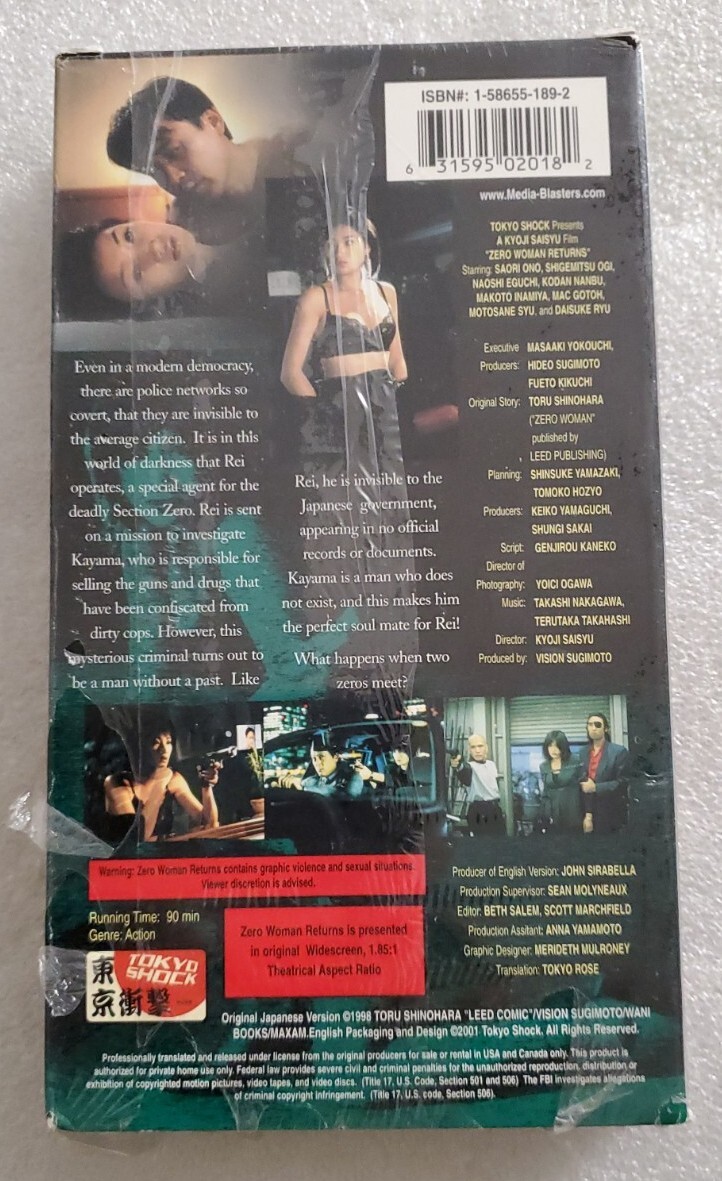 ISBN#: 1-58655-189-2
6 31595 02018 2
www.Media-Blasters.com
TOKYO SHOCK Presents
A KYOJI SAISYU Film
"ZERO WOMAN RETURNS"
Starring: SAORI ONO, SHIGEMITSU OGI,
NAOSHI EGUCHI, KODAN NANBU,
MAKOTO INAMIYA, MAC GOTOH,
MOTOSANE SYU, and DAISUKE RYU
Executive MASAAKI YOKOUCHI,
Producers: HIDEO SUGIMOTO
FUETO KIKUCHI
Original Story: TORU SHINOHARA
("ZERO WOMAN"
published by
LEED PUBLISHING)
Planning: SHINSUKE YAMAZAKI,
TOMOKO HOZYO
Producers: KEIKO YAMAGUCHI,
SHUNGI SAKAI
Script: GENJIROU KANEKO
Director of
Photography: YOICI OGAWA
Music: TAKASHI NAKAGAWA,
TERUTAKA TAKAHASHI
Director: KYOJI SAISYU
Produced by: VISION SUGIMOTO
Even in a modern democracy,
there are police networks so
covert, that they are invisible to
the average citizen. It is in this
world of darkness that Rei
operates, a special agent for the
deadly Section Zero. Rei is sent
on a mission to investigate
Kayama, who is responsible for
selling the guns and drugs that
have been confiscated from
dirty cops. However, this
mysterious criminal turns out to
be a man without a past. Like
Rei, he is invisible to the
Japanese government,
appearing in no official
records or documents.
Kayama is a man who does
not exist, and this makes him
the perfect soul mate for Rei!
What happens when two
zeros meet?
Warning: Zero Woman Returns contains graphic violence and sexual situations.
Viewer discretion is advised.
Running Time: 90 min
Genre: Action
Zero Woman Returns is presented
in original Widescreen, 1.85:1
Theatrical Aspect Ratio
東京衝撃
TOKYO
SHOCK
Producer of English Version: JOHN SIRABELLA
Production Supervisor: SEAN MOLYNEAUX
Editor: BETH SALEM, SCOTT MARCHFIELD
Production Assitant: ANNA YAMAMOTO
Graphic Designer: MERIDETH MULRONEY
Translation: TOKYO ROSE
Original Japanese Version ©1998 TORU SHINOHARA "LEED COMIC"/VISION SUGIMOTO/WANI
BOOKS/MAXAM.English Packaging and Design ©2001 Tokyo Shock. All Rights Reserved.
Professionally translated and released under license from the original producers for sale or rental in USA and Canada only. This product is
authorized for private home use only. Federal law provides severe civil and criminal penalties for the unauthorized reproduction, distribution or
exhibition of copyrighted motion pictures, video tapes, and video discs. (Title 17, U.S. Code, Section 501 and 506) The FBI investigates allegations
of criminal copyright infringement. (Title 17, U.S. code, Section 506).